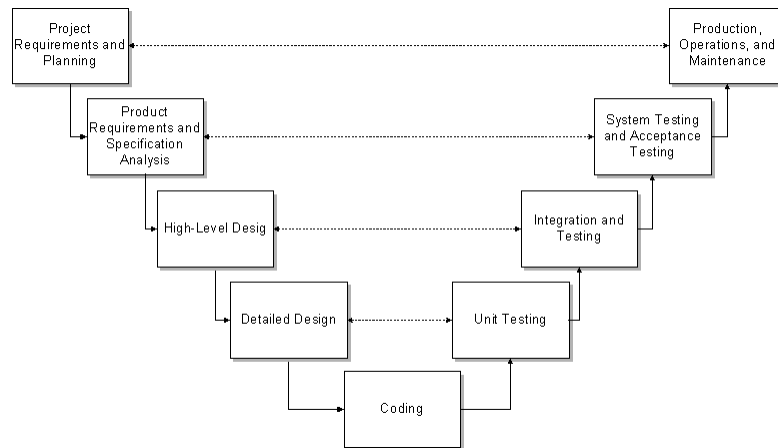 Project
Requirements and
Planning
Production,
Operations, and
Maintenance
Product
Requirements and
Specification
Analysis
System Testing
and Acceptance
Testing
High-Level Desig
Integration and
Testing
Detailed Design
Unit Testing
Coding